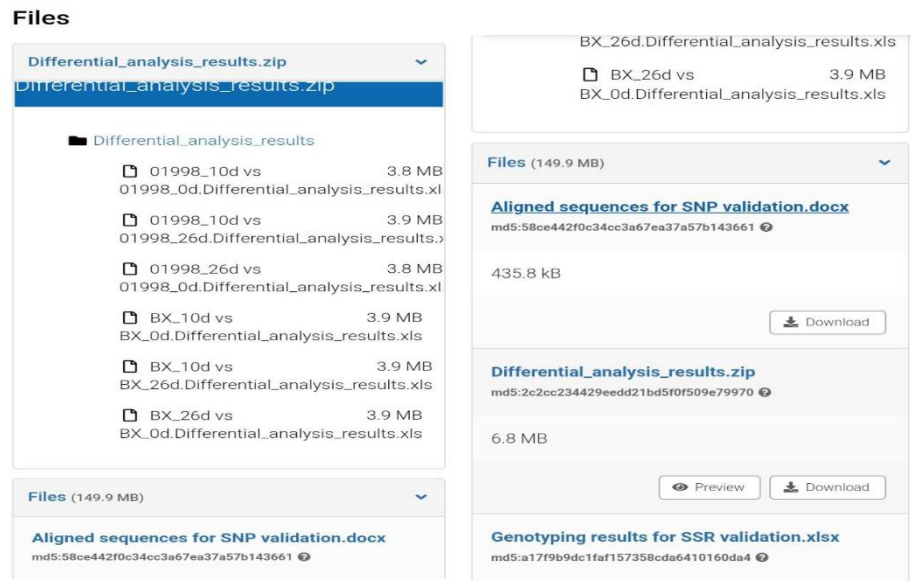 Files
Differential_analysis_results.zip
Differential_analysis_results.zip
Differential_analysis_results
01998_10d vs 3.8 MB
01998_0d.Differential_analysis_results.xl
01998_10d vs 3.9 MB
01998_26d.Differential_analysis_results.x
01998_26d vs 3.8 MB
01998_0d.Differential_analysis_results.xl
BX_10d vs 3.9 MB
BX_0d.Differential_analysis_results.xls
BX_10d vs 3.9 MB
BX_26d.Differential_analysis_results.xls
BX_26d vs 3.9 MB
BX_0d.Differential_analysis_results.xls
Files (149.9 MB)
Aligned sequences for SNP validation.docx
md5:58ce442f0c34cc3a67ea37a57b143661
BX_26d.Differential_analysis_results.xls
BX_26d vs 3.9 MB
BX_0d.Differential_analysis_results.xls
Files (149.9 MB)
Aligned sequences for SNP validation.docx
md5:58ce442f0c34cc3a67ea37a57b143661
435.8 kB
Download
Differential_analysis_results.zip
md5:2c2cc234429eedd21bd5f0f509e79970
6.8 MB
Preview Download
Genotyping results for SSR validation.xlsx
md5:a17f9b9dc1faf157358cda6410160da4